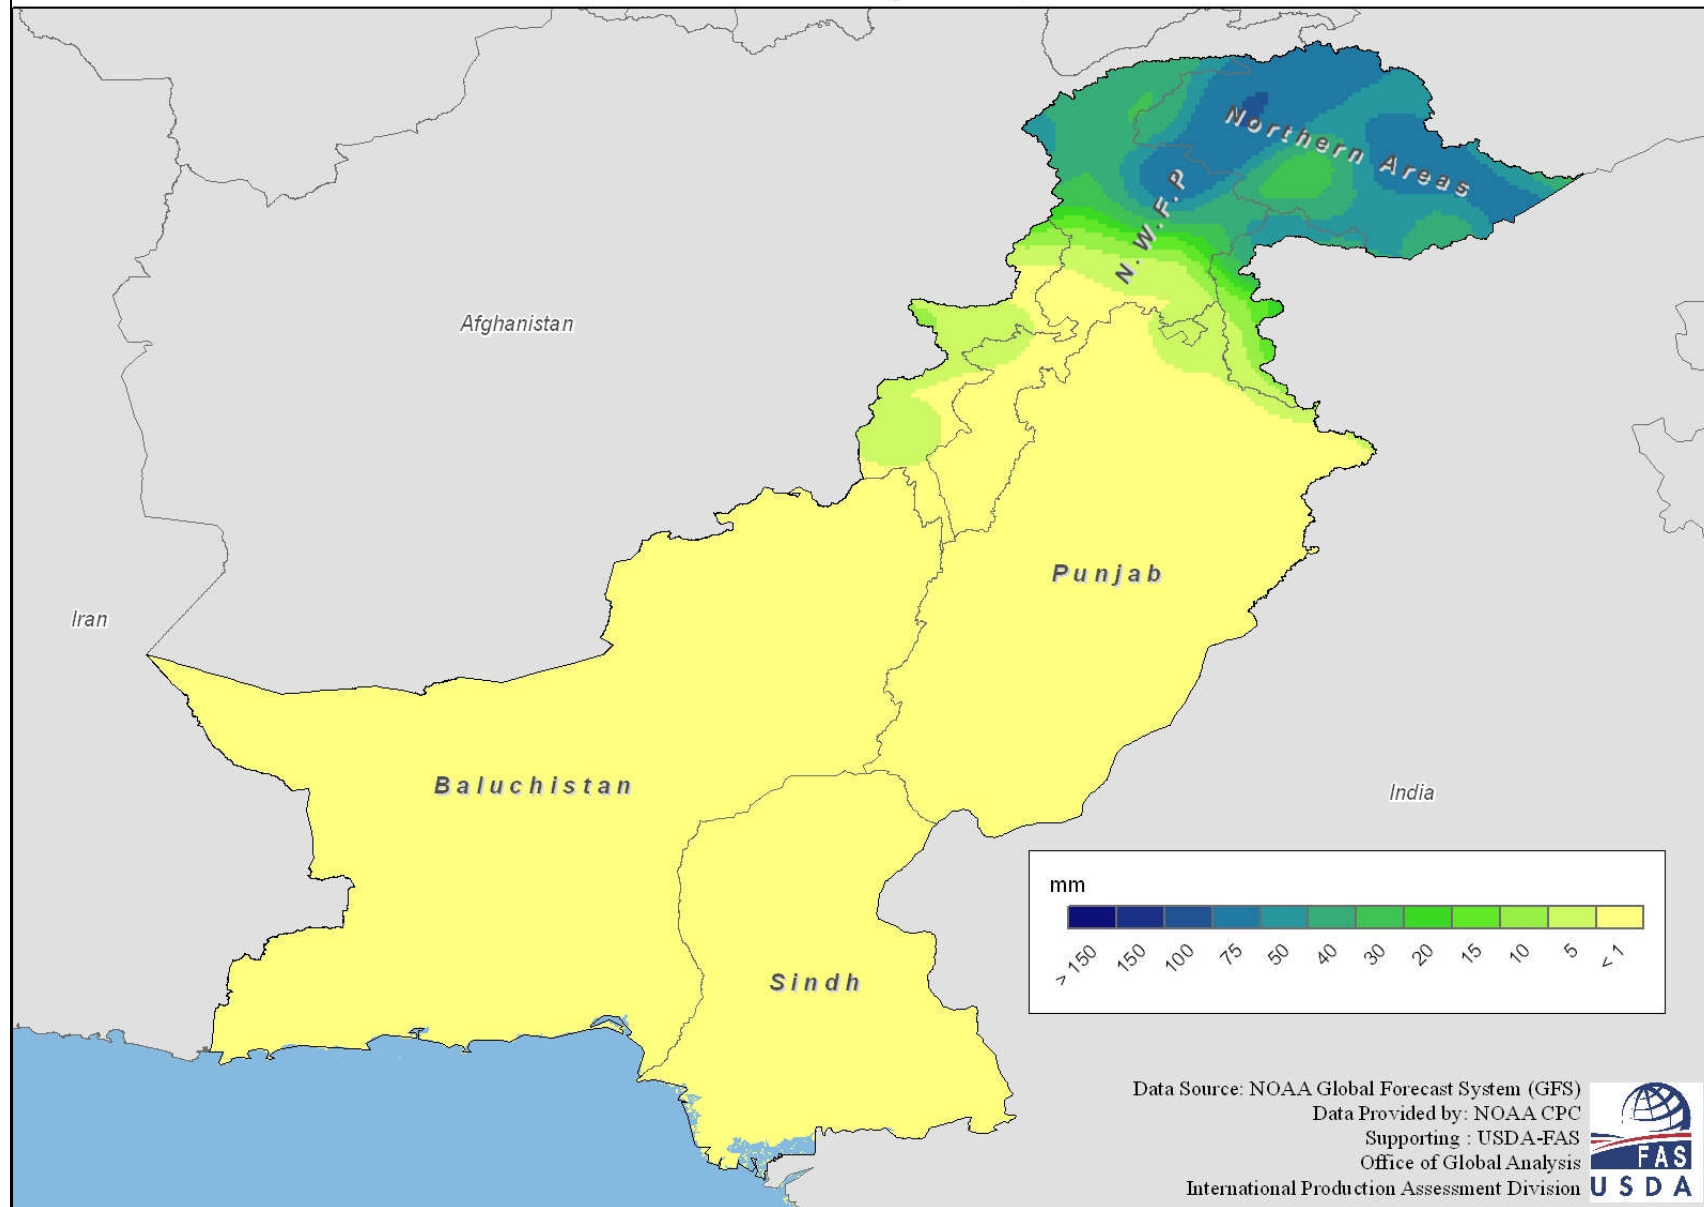 Northern Areas
N.W.F.P
Afghanistan
Punjab
Iran
Baluchistan
India
mm
> 150 150 100 75 50 40 30 20 15 10 5 < 1
Sindh
Data Source: NOAA Global Forecast System (GFS)
Data Provided by: NOAA CPC
Supporting : USDA-FAS
Office of Global Analysis
International Production Assessment Division
FAS
USDA